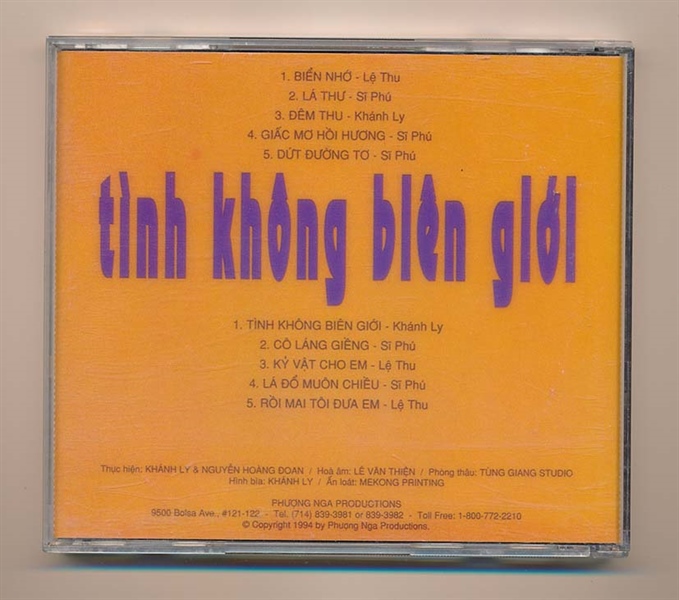 1. BIỂN NHỚ - Lệ Thu
2. LÁ THƯ - Sĩ Phú
3. ĐÊM THU - Khánh Ly
4. GIẤC MƠ HỒI HƯƠNG - Sĩ Phú
5. DỨT ĐƯỜNG TƠ - Sĩ Phú
tình không biên giới
1. TÌNH KHÔNG BIÊN GIỚI - Khánh Ly
2. CÔ LÁNG GIỀNG - Sĩ Phú
3. KỶ VẬT CHO EM - Lệ Thu
4. LÁ ĐỔ MUÔN CHIỀU - Sĩ Phú
5. RỒI MAI TÔI ĐƯA EM - Lệ Thu
Thực hiện: KHÁNH LY & NGUYỄN HOÀNG ĐOAN / Hoà âm: LÊ VĂN THIỆN / Phòng thâu: TÙNG GIANG STUDIO
Hình bìa: KHÁNH LY / Ấn loát: MEKONG PRINTING
PHƯỢNG NGA PRODUCTIONS
9500 Bolsa Ave., #121-122. - Tel. (714) 839-3981 or 839-3982 - Toll Free: 1-800-772-2210
© Copyright 1994 by Phượng Nga Productions.